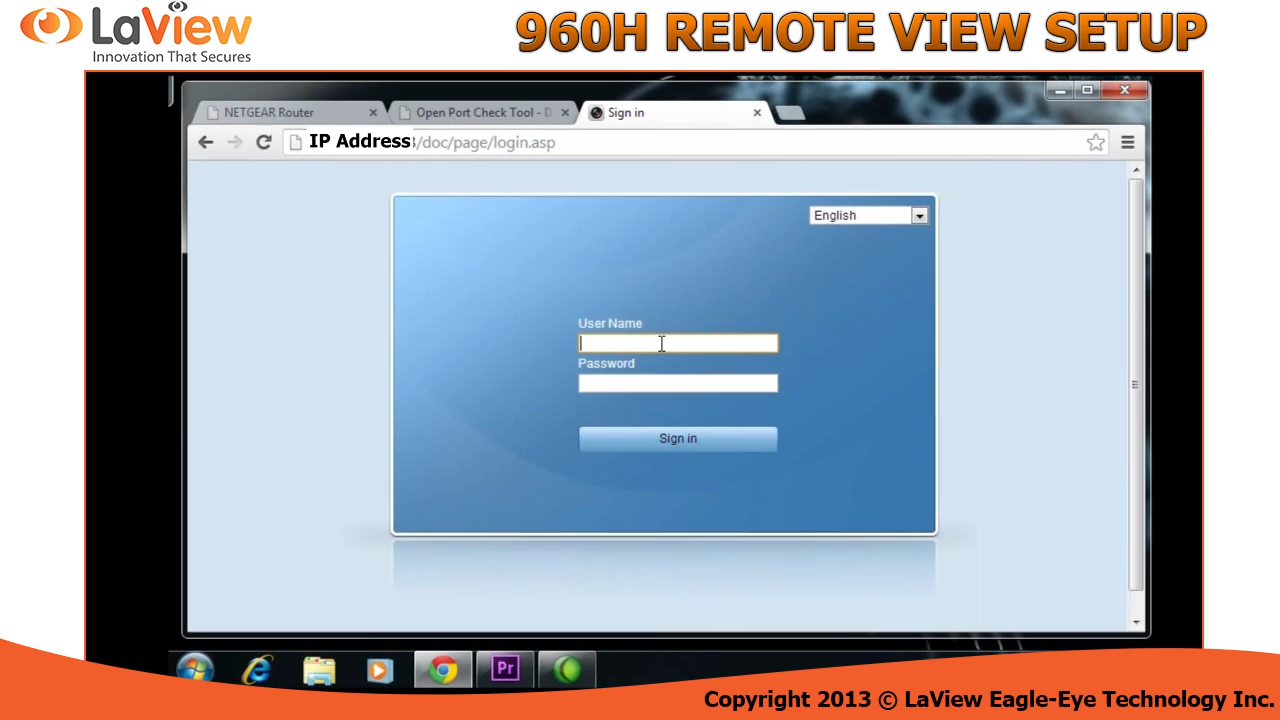 LaView
Innovation That Secures
960H REMOTE VIEW SETUP
NETGEAR Router
Open Port Check Tool - D
Sign in
IP Address
/doc/page/login.asp
English
User Name
Password
Sign in
Pr
Copyright 2013 © LaView Eagle-Eye Technology Inc.